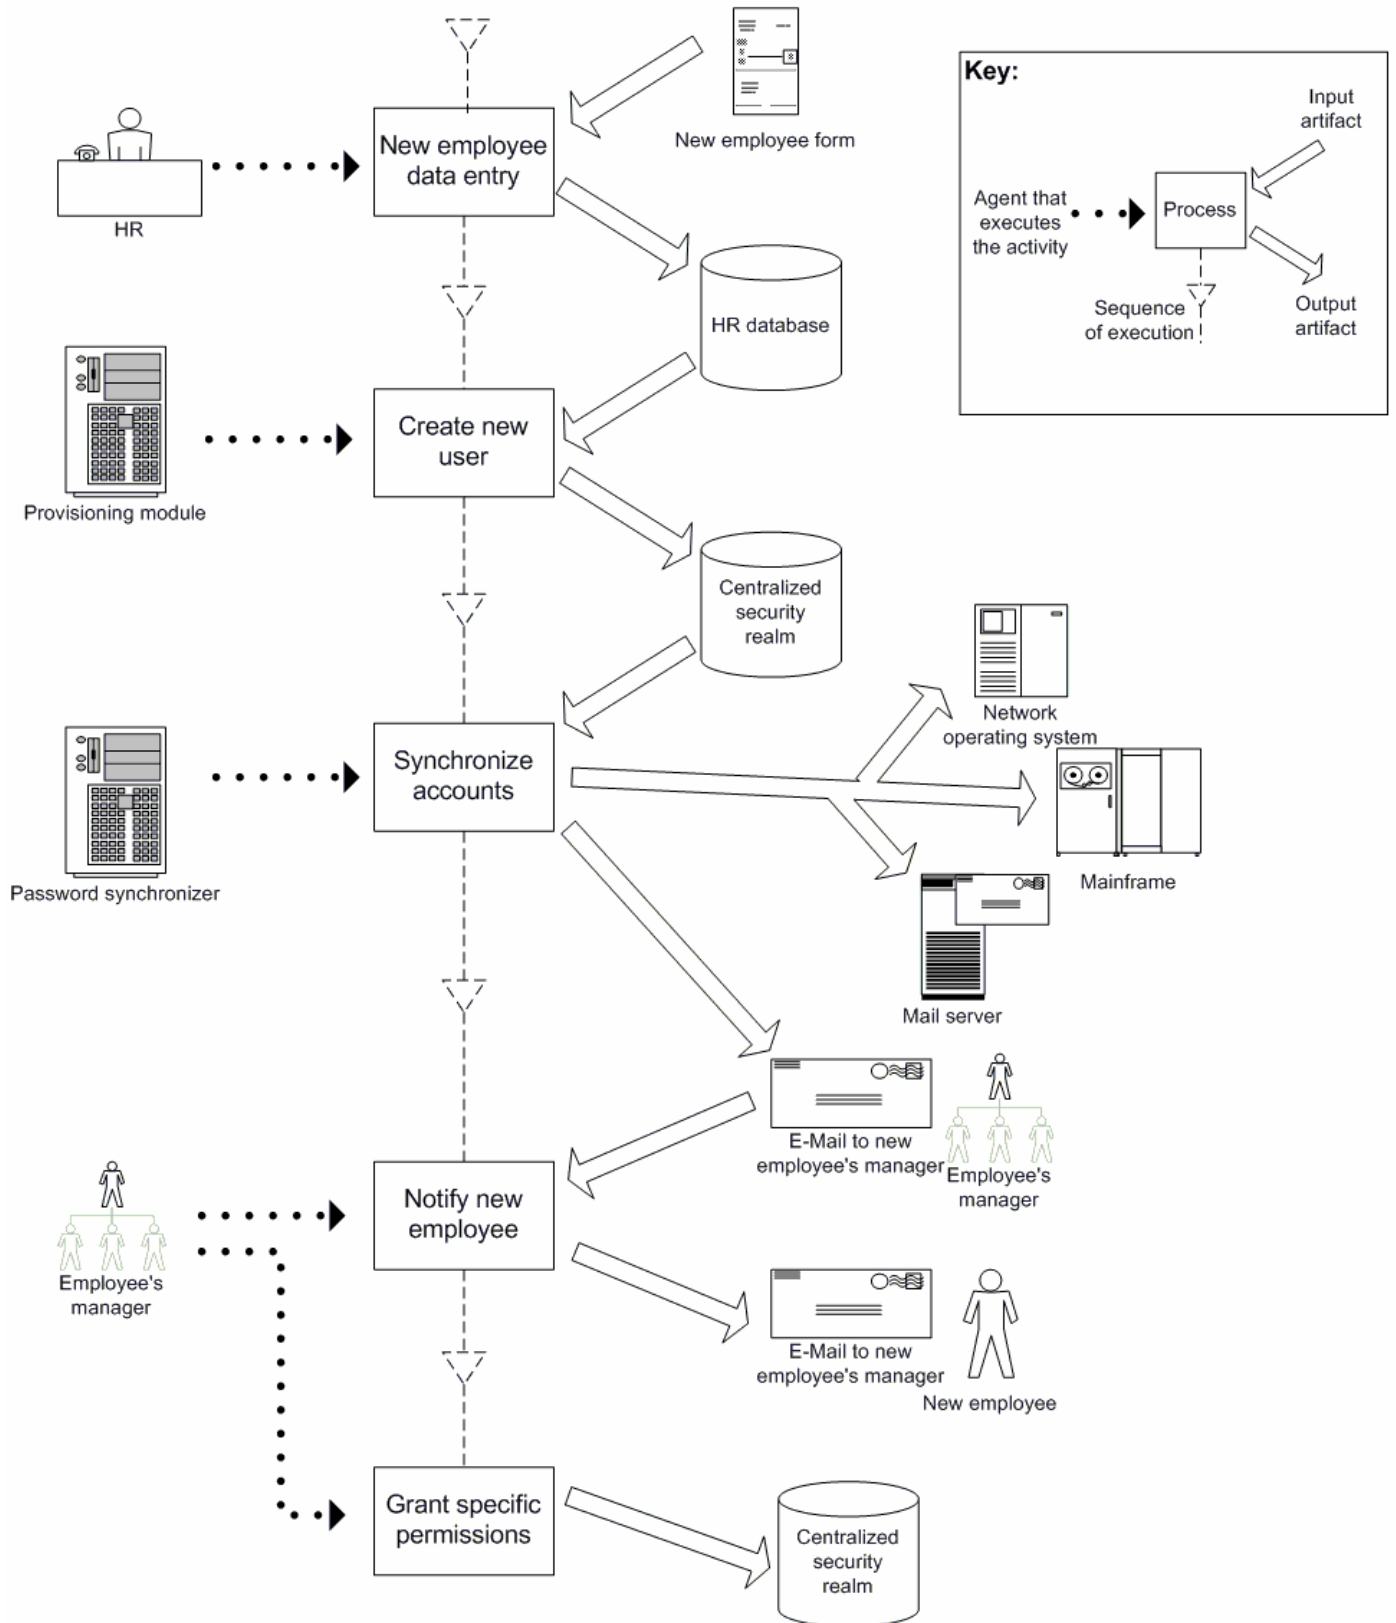 New employee form
Key:
Input
artifact
Agent that
executes
the activity
Process
Sequence
of execution
Output
artifact
HR
New employee
data entry
HR database
Provisioning module
Create new
user
Centralized
security
realm
Network
operating system
Password synchronizer
Synchronize
accounts
Mainframe
Mail server
E-Mail to new
employee's manager
Employee's
manager
Employee's
manager
Notify new
employee
E-Mail to new
employee's manager
New employee
Grant specific
permissions
Centralized
security
realm